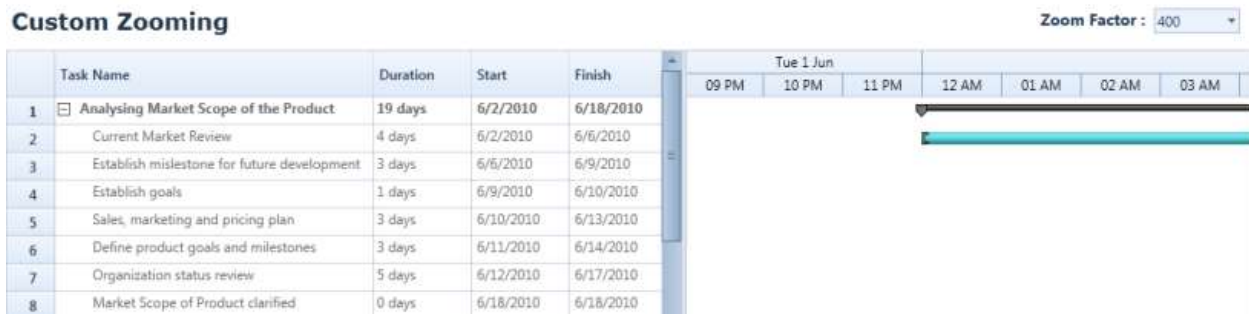 Custom Zooming
Zoom Factor : 400
Task Name Duration Start Finish
Tue 1 Jun
09 PM 10 PM 11 PM 12 AM 01 AM 02 AM 03 AM
1 Analysing Market Scope of the Product 19 days 6/2/2010 6/18/2010
2 Current Market Review 4 days 6/2/2010 6/6/2010
3 Establish mislestone for future development 3 days 6/6/2010 6/9/2010
4 Establish goals 1 days 6/9/2010 6/10/2010
5 Sales, marketing and pricing plan 3 days 6/10/2010 6/13/2010
6 Define product goals and milestones 3 days 6/11/2010 6/14/2010
7 Organization status review 5 days 6/12/2010 6/17/2010
8 Market Scope of Product clarified 0 days 6/18/2010 6/18/2010